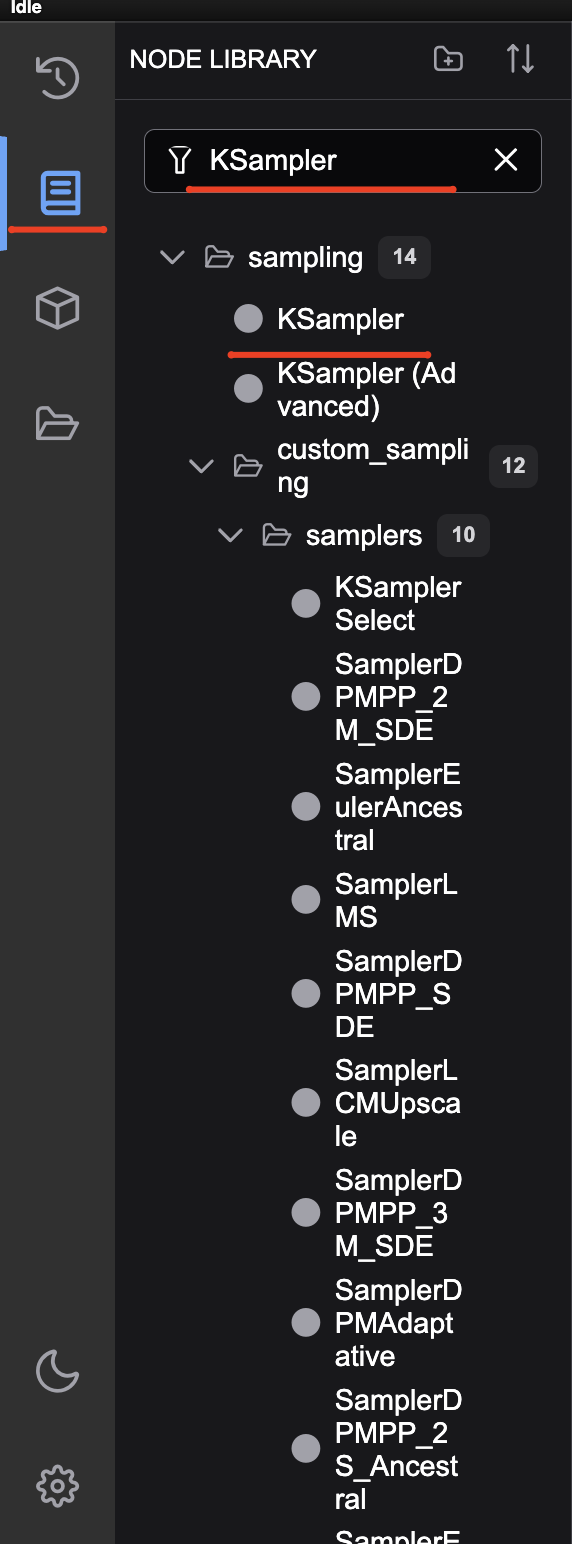 Idle
NODE LIBRARY
KSampler
sampling 14
KSampler
KSampler (Ad
vanced)
custom_sampli
ng
12
samplers 10
KSampler
Select
SamplerD
PMPP_2
M_SDE
SamplerE
ulerAncest
tral
SamplerL
MS
SamplerD
PMPP_S
DE
SamplerL
CMUpsca
le
SamplerD
PMPP_3
M_SDE
SamplerD
PMAdapt
ative
SamplerD
PMPP_2
S_Ancest
ral
SamplerE